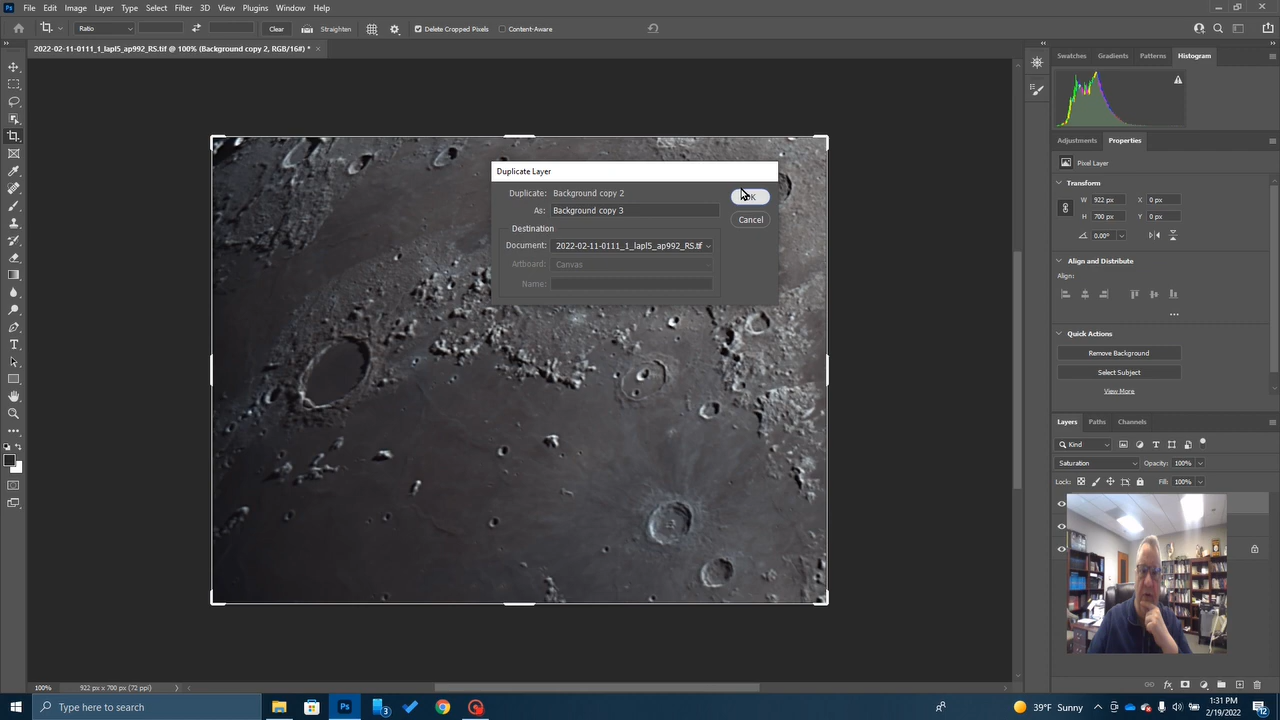 Ps File Edit Image Layer Type Select Filter 3D View Plugins Window Help
Ratio Clear Straighten Delete Cropped Pixels Content-Aware
2022-02-11-0111_1_lapl5_ap992_RS.tif @ 100% (Background copy 2, RGB/16#) * ×
Swatches Gradients Patterns Histogram
Duplicate Layer
Duplicate: Background copy 2
As: Background copy 3
OK
Cancel
Destination
Document: 2022-02-11-0111_1_lapl5_ap992_RS.tif
Artboard: Canvas
Name:
Adjustments Properties
Pixel Layer
Transform
W 922 px X 0 px
H 700 px Y 0 px
0.00°
Align and Distribute
Align:
Quick Actions
Remove Background
Select Subject
View More
Layers Paths Channels
Kind
Saturation Opacity: 100%
Lock: Fill: 100%
100% 922 px x 700 px (72 ppi)
Type here to search
Ps
3
39°F Sunny
1:31 PM
2/19/2022
12